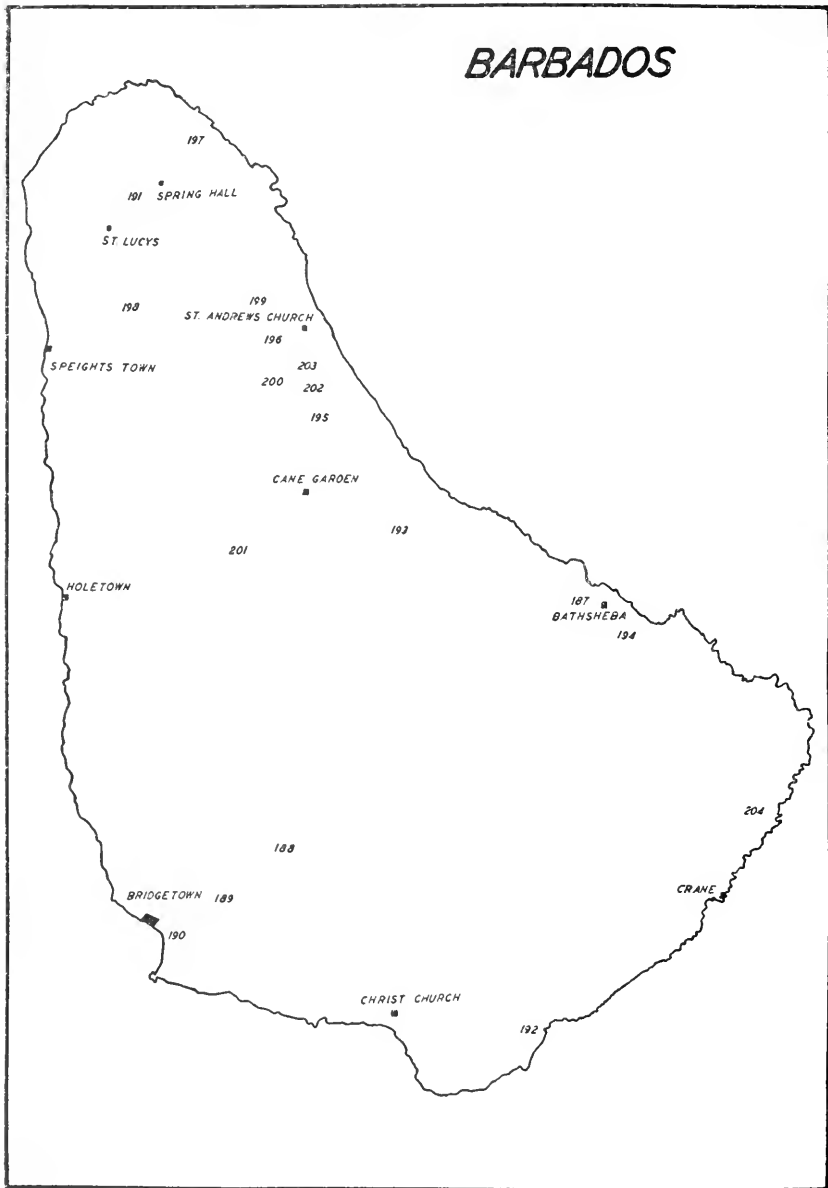 BARBADOS
197
191 SPRING HALL
ST. LUCYS
199
198
ST. ANDREWS CHURCH
196
SPEIGHTS TOWN
203
200
202
195
CANE GARDEN
193
201
HOLETOWN
187
BATHSHEBA
194
204
188
CRANE
BRIDGETOWN 189
190
CHRIST CHURCH
192